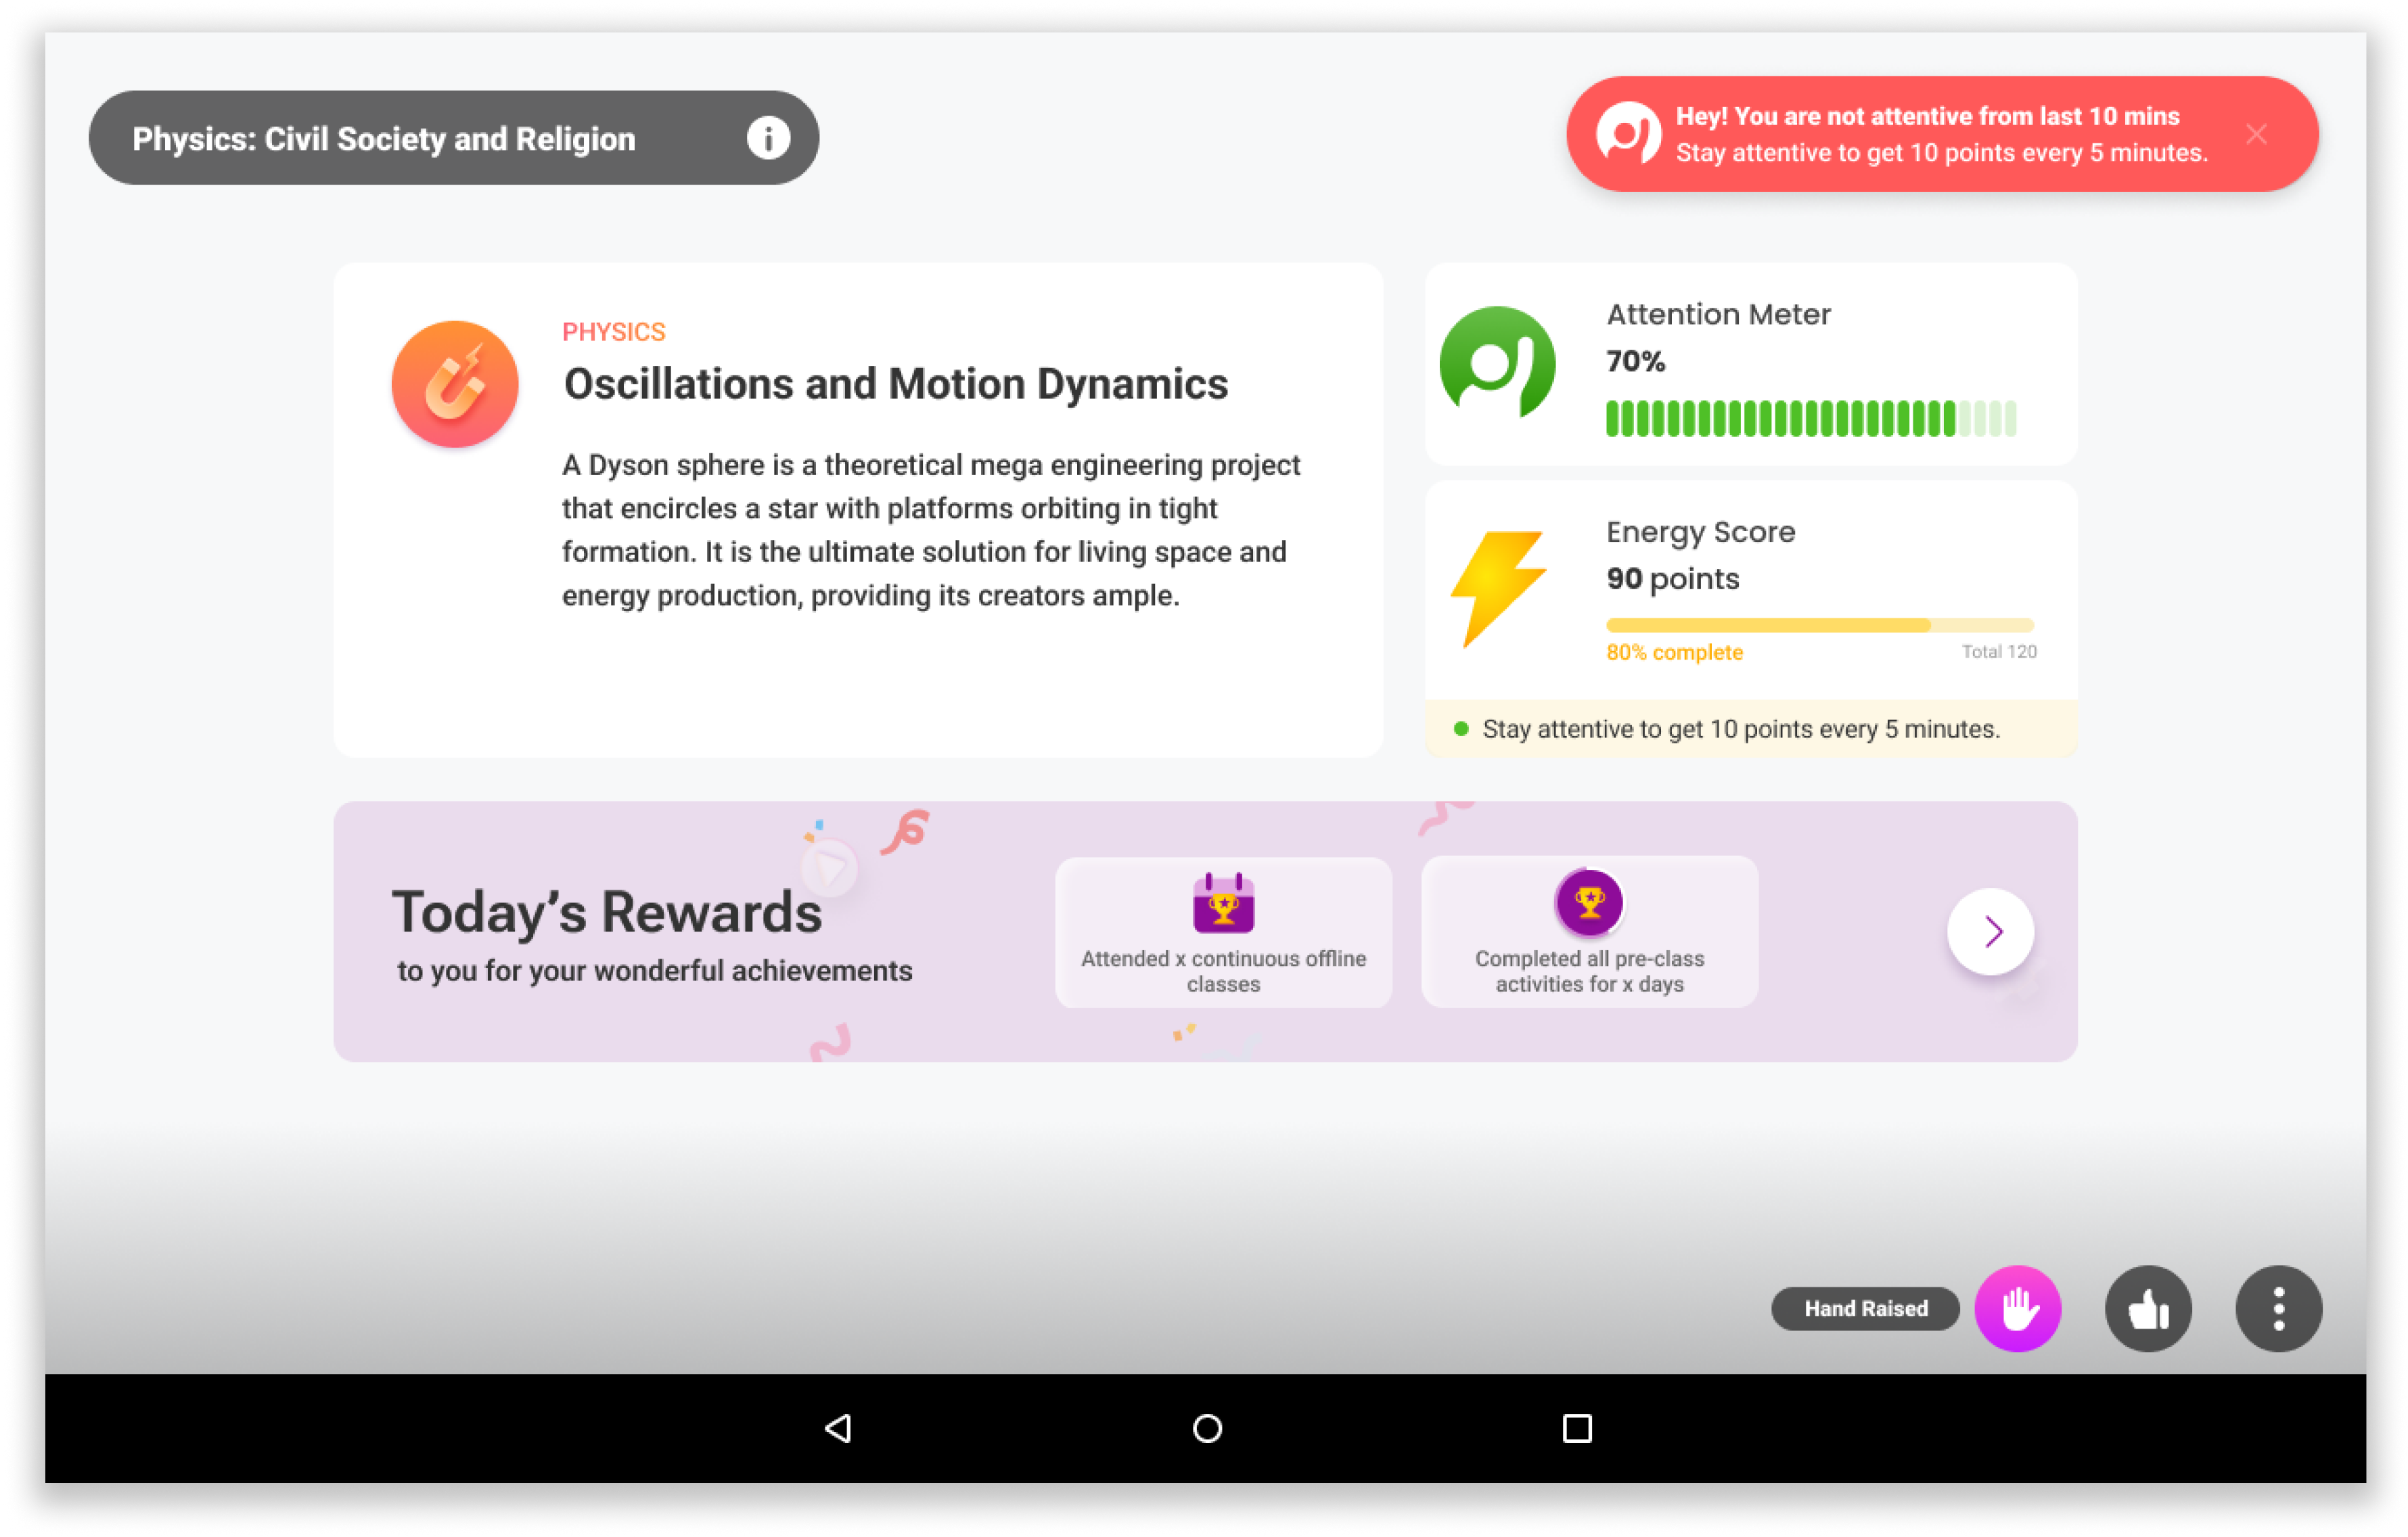 Physics: Civil Society and Religion
Hey! You are not attentive from last 10 mins
Stay attentive to get 10 points every 5 minutes.
PHYSICS
Oscillations and Motion Dynamics
A Dyson sphere is a theoretical mega engineering project
that encircles a star with platforms orbiting in tight
formation. It is the ultimate solution for living space and
energy production, providing its creators ample.
Attention Meter
70%
Energy Score
90 points
80% complete
Total 120
Stay attentive to get 10 points every 5 minutes.
Today’s Rewards
to you for your wonderful achievements
Attended x continuous offline
classes
Completed all pre-class
activities for x days
Hand Raised